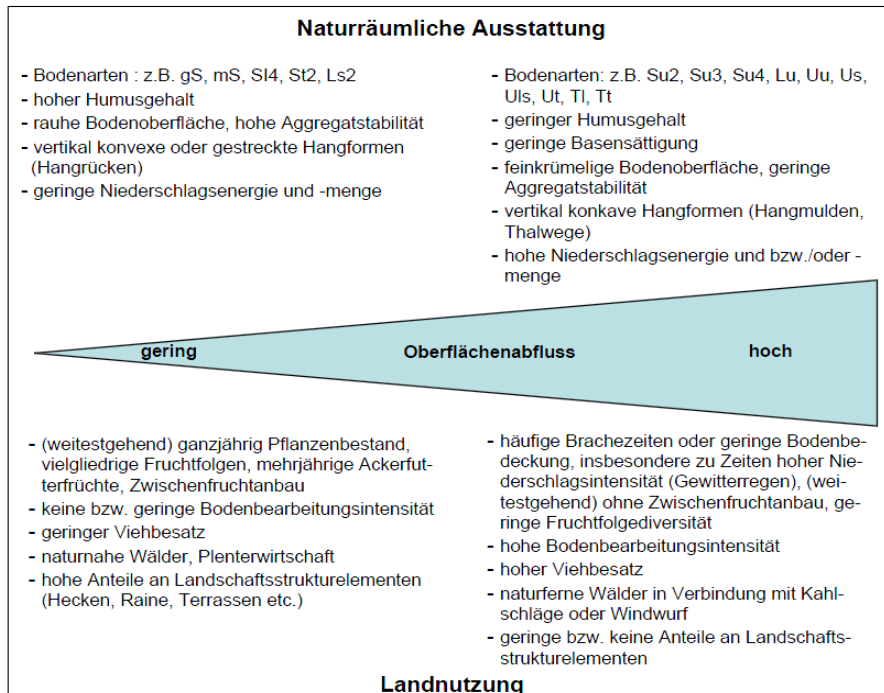 Naturräumliche Ausstattung
- Bodenarten : z.B. gS, mS, Sl4, St2, Ls2
- hoher Humusgehalt
- rauhe Bodenoberfläche, hohe Aggregatstabilität
- vertikal konvexe oder gestreckte Hangformen
(Hangrücken)
- geringe Niederschlagsenergie und -menge
- Bodenarten: z.B. Su2, Su3, Su4, Lu, Uu, Us,
Uls, Ut, Tl, Tt
- geringer Humusgehalt
- geringe Basensättigung
- feinkrümelige Bodenoberfläche, geringe
Aggregatstabilität
- vertikal konkave Hangformen (Hangmulden,
Thalwege)
- hohe Niederschlagsenergie und bzw./oder -
menge
gering Oberflächenabfluss hoch
- (weitestgehend) ganzjährig Pflanzenbestand,
vielgliedrige Fruchtfolgen, mehrjährige Ackerfut-
terfrüchte, Zwischenfruchtanbau
- keine bzw. geringe Bodenbearbeitungsintensität
- geringer Viehbesatz
- naturnahe Wälder, Plenterwirtschaft
- hohe Anteile an Landschaftsstrukturelementen
(Hecken, Raine, Terrassen etc.)
- häufige Brachezeiten oder geringe Bodenbe-
deckung, insbesondere zu Zeiten hoher Nie-
derschlagsintensität (Gewitterregen), (wei-
testgehend) ohne Zwischenfruchtanbau, ge-
ringe Fruchtfolgediversität
- hohe Bodenbearbeitungsintensität
- hoher Viehbesatz
- naturferne Wälder in Verbindung mit Kahl-
schläge oder Windwurf
- geringe bzw. keine Anteile an Landschafts-
strukturelementen
Landnutzung